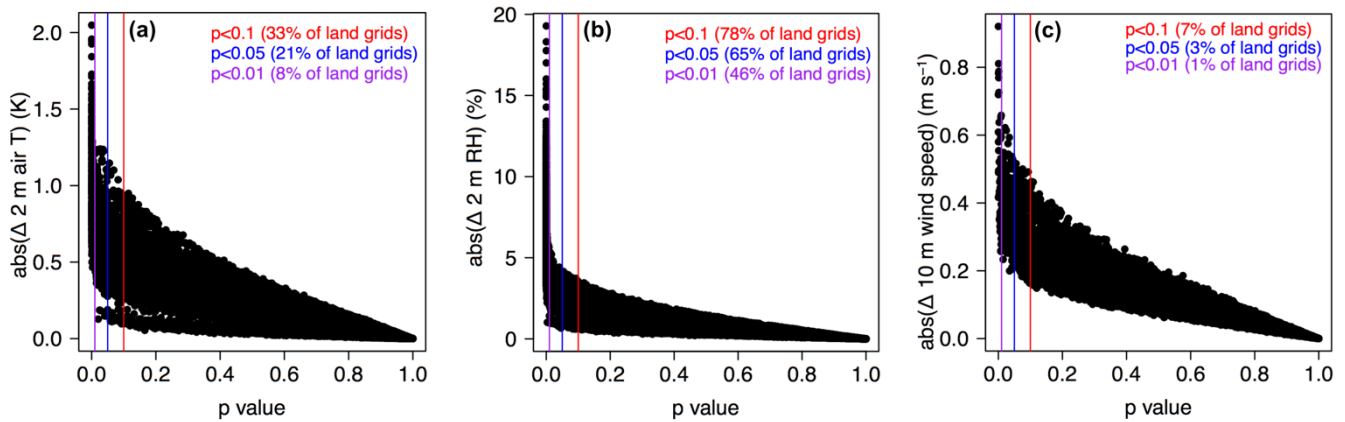 (a)
p<0.1 (33% of land grids)
p<0.05 (21% of land grids)
p<0.01 (8% of land grids)
abs(Δ 2 m air T) (K)
2.0
1.5
1.0
0.5
0.0
0.0 0.2 0.4 0.6 0.8 1.0
p value
(b)
p<0.1 (78% of land grids)
p<0.05 (65% of land grids)
p<0.01 (46% of land grids)
abs(Δ 2 m RH) (%)
20
15
10
5
0
0.0 0.2 0.4 0.6 0.8 1.0
p value
(c)
p<0.1 (7% of land grids)
p<0.05 (3% of land grids)
p<0.01 (1% of land grids)
abs(Δ 10 m wind speed) (m s⁻¹)
0.8
0.6
0.4
0.2
0.0
0.0 0.2 0.4 0.6 0.8 1.0
p value